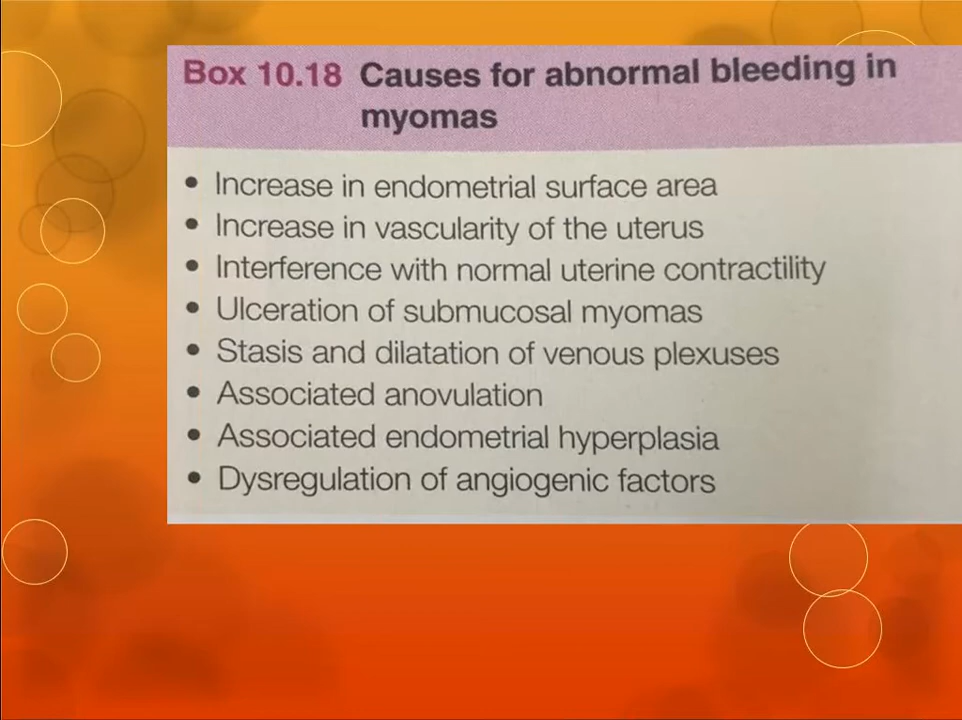 Box 10.18 Causes for abnormal bleeding in
myomas
• Increase in endometrial surface area
• Increase in vascularity of the uterus
• Interference with normal uterine contractility
• Ulceration of submucosal myomas
• Stasis and dilatation of venous plexuses
• Associated anovulation
• Associated endometrial hyperplasia
• Dysregulation of angiogenic factors